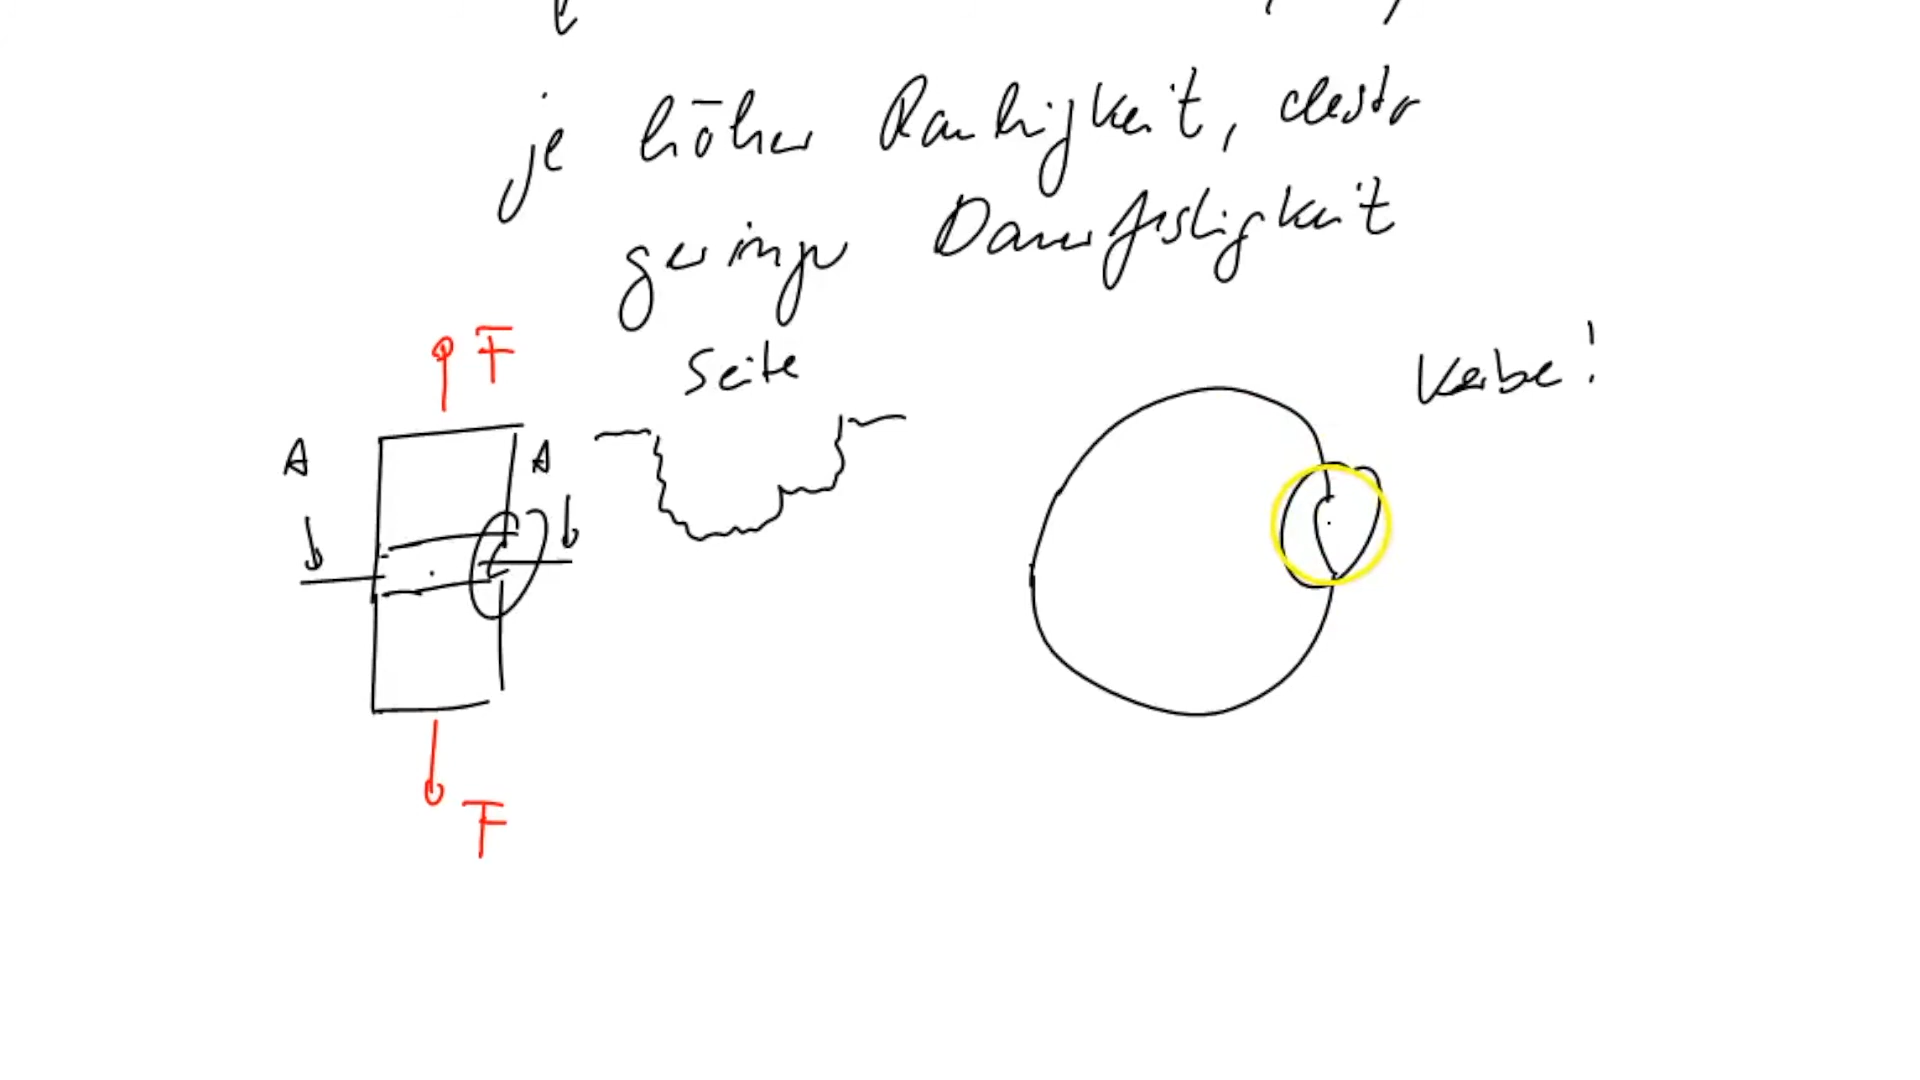 je höher Rauhigkeit, desto
geringer Dauerfestigkeit
F
Seite
Kerbe!
A A
F